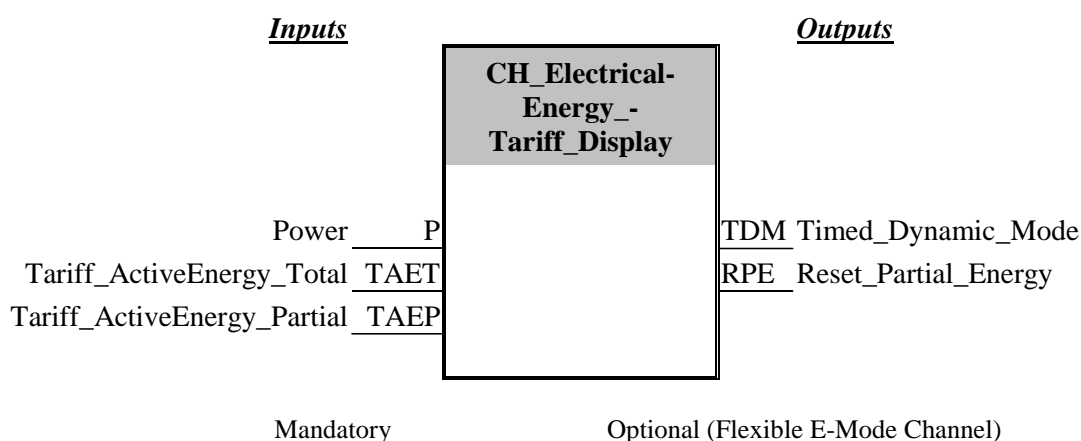 Inputs Outputs
CH_Electrical-
Energy_-
Tariff_Display
Power P TDM Timed_Dynamic_Mode
Tariff_ActiveEnergy_Total TAET RPE Reset_Partial_Energy
Tariff_ActiveEnergy_Partial TAEP
Mandatory Optional (Flexible E-Mode Channel)